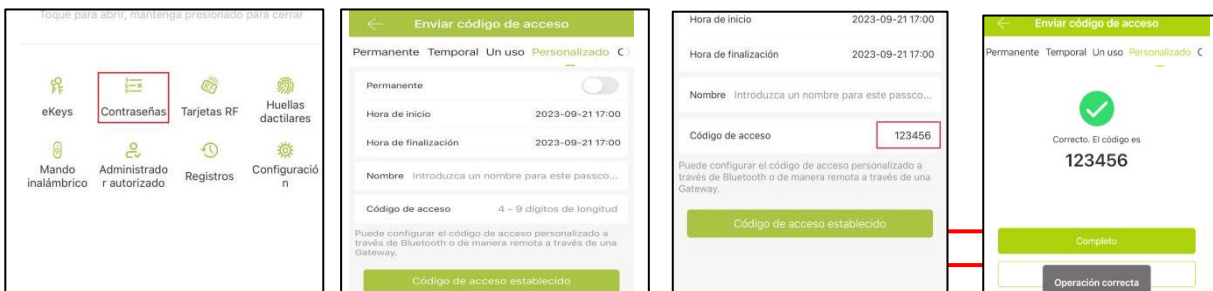 Toque para abrir, mantenga presionado para cerrar
eKeys
Contraseñas
Tarjetas RF
Huellas
dactilares
Mando
inalámbrico
Administrado
r autorizado
Registros
Configuració
n
Enviar código de acceso
Permanente Temporal Un uso Personalizado C
Permanente
Hora de inicio 2023-09-21 17:00
Hora de finalización 2023-09-21 17:00
Nombre Introduzca un nombre para este passco...
Código de acceso 4 - 9 dígitos de longitud
Puede configurar el código de acceso personalizado a
través de Bluetooth o de manera remota a través de una
Gateway.
Código de acceso establecido
Hora de inicio 2023-09-21 17:00
Hora de finalización 2023-09-21 17:00
Nombre Introduzca un nombre para este passco...
Código de acceso 123456
Puede configurar el código de acceso personalizado a
través de Bluetooth o de manera remota a través de una
Gateway.
Código de acceso establecido
Enviar código de acceso
Permanente Temporal Un uso Personalizado C
Correcto. El código es
123456
Completo
Operación correcta